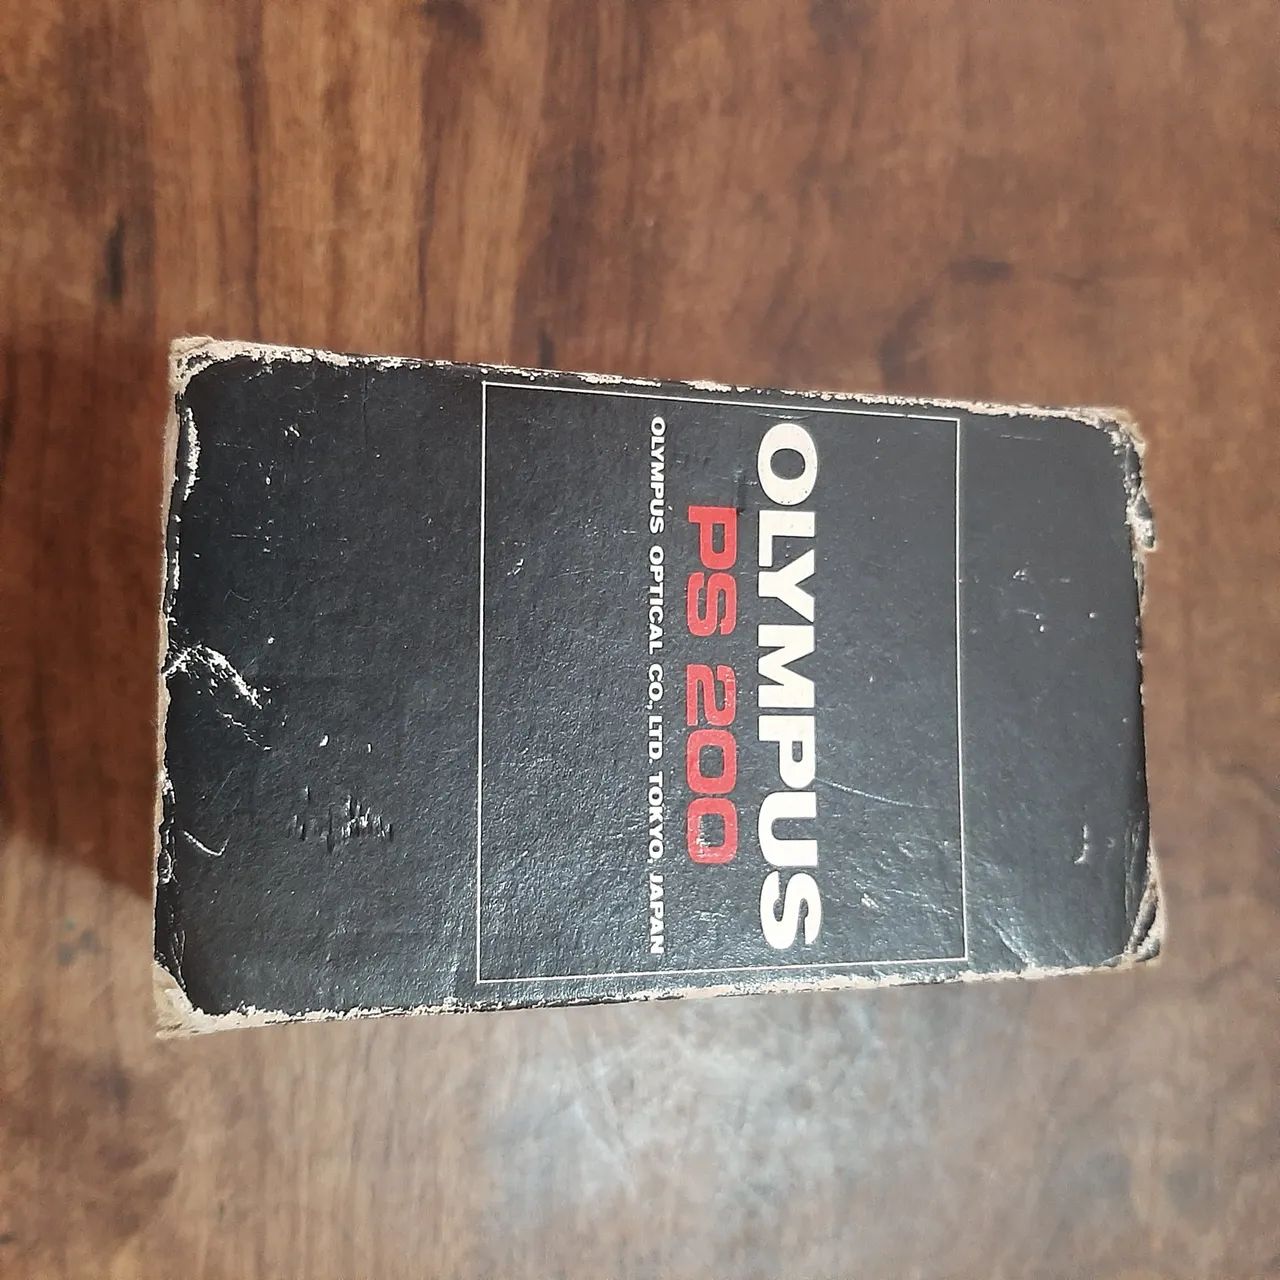 OLYMPUS
PS 200
OLYMPUS OPTICAL CO., LTD. TOKYO, JAPAN